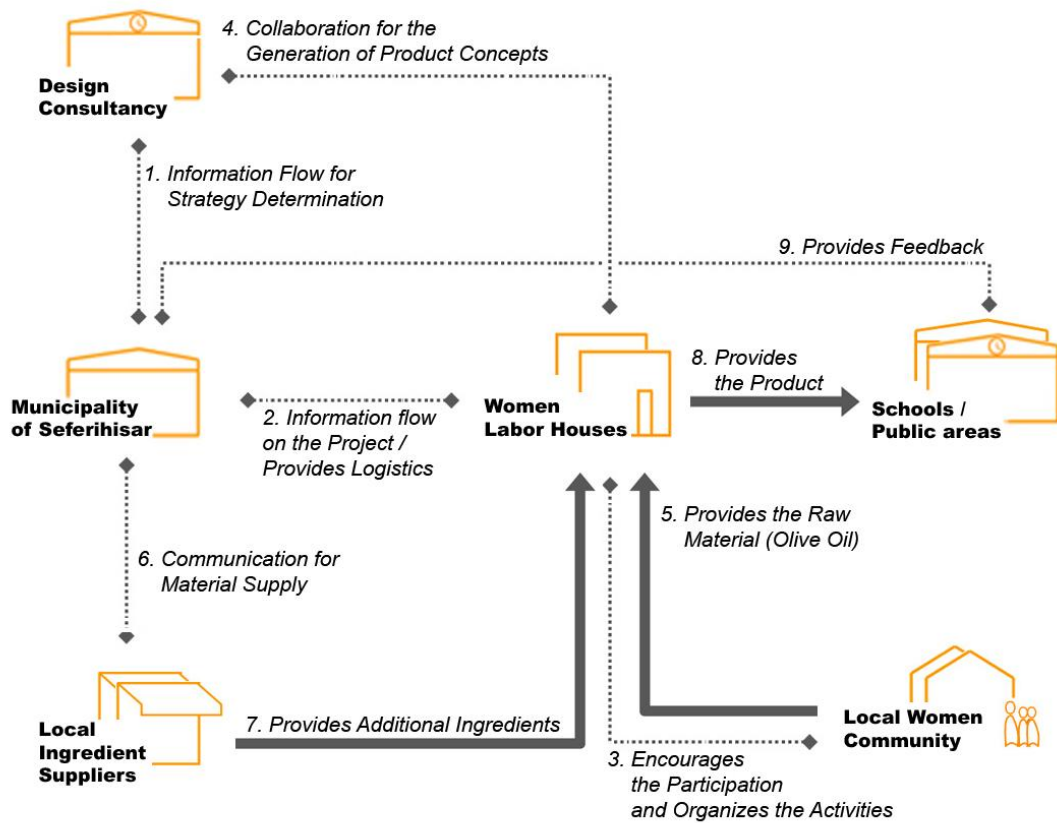 4. Collaboration for the
Generation of Product Concepts
Design
Consultancy
1. Information Flow for
Strategy Determination
9. Provides Feedback
Municipality
of Seferihisar
2. Information flow
on the Project /
Provides Logistics
Women
Labor Houses
8. Provides
the Product
Schools /
Public areas
6. Communication for
Material Supply
5. Provides the Raw
Material (Olive Oil)
Local
Ingredient
Suppliers
7. Provides Additional Ingredients
Local Women
Community
3. Encourages
the Participation
and Organizes the Activities